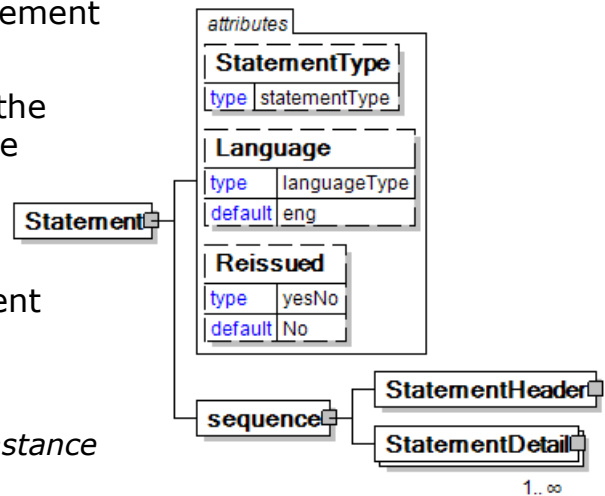 ement
the
e
ent
stance
attributes
StatementType
type statementType
Language
type languageType
default eng
Reissued
type yesNo
default No
Statement
sequence
StatementHeader
StatementDetail
1.. ∞